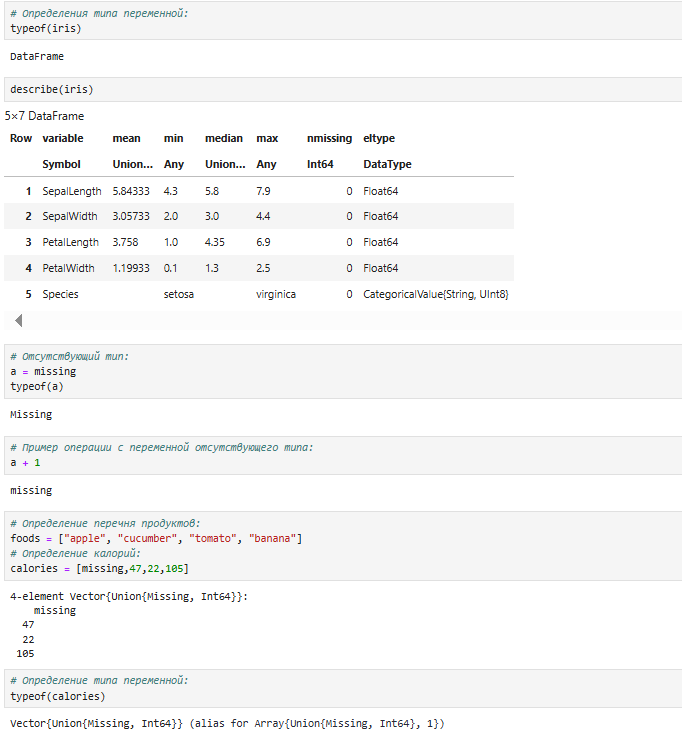 # Определения типа переменной:
typeof(iris)
DataFrame
describe(iris)
5×7 DataFrame
Row variable mean min median max nmissing eltype
Symbol Union… Any Union… Any Int64 DataType
1 SepalLength 5.84333 4.3 5.8 7.9 0 Float64
2 SepalWidth 3.05733 2.0 3.0 4.4 0 Float64
3 PetalLength 3.758 1.0 4.35 6.9 0 Float64
4 PetalWidth 1.19933 0.1 1.3 2.5 0 Float64
5 Species setosa virginica 0 CategoricalValue{String, UInt8}
# Отсутствующий тип:
a = missing
typeof(a)
Missing
# Пример операции с переменной отсутствующего типа:
a + 1
missing
# Определение перечня продуктов:
foods = ["apple", "cucumber", "tomato", "banana"]
# Определение калорий:
calories = [missing,47,22,105]
4-element Vector{Union{Missing, Int64}}:
missing
47
22
105
# Определение типа переменной:
typeof(calories)
Vector{Union{Missing, Int64}} (alias for Array{Union{Missing, Int64}, 1})